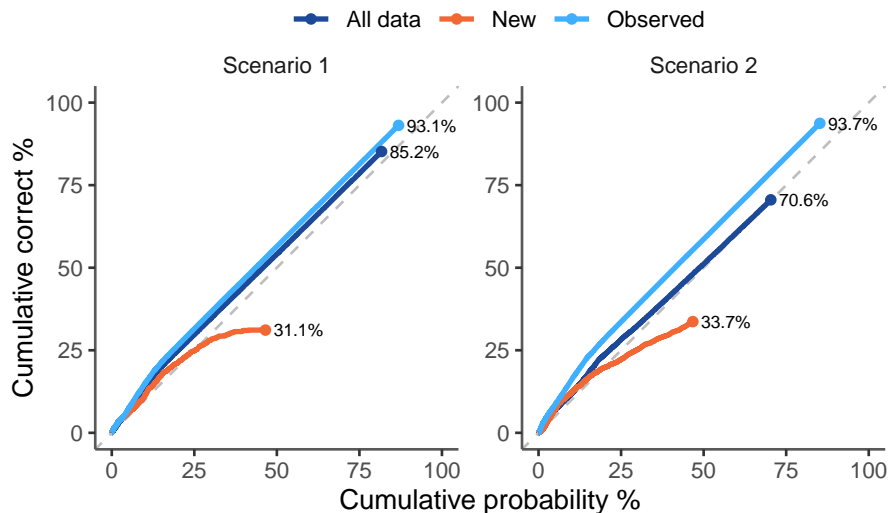 All data New Observed
Scenario 1
Scenario 2
Cumulative correct %
100
75
50
25
0
93.1%
85.2%
31.1%
0 25 50 75 100
100
75
50
25
0
93.7%
70.6%
33.7%
0 25 50 75 100
Cumulative probability %